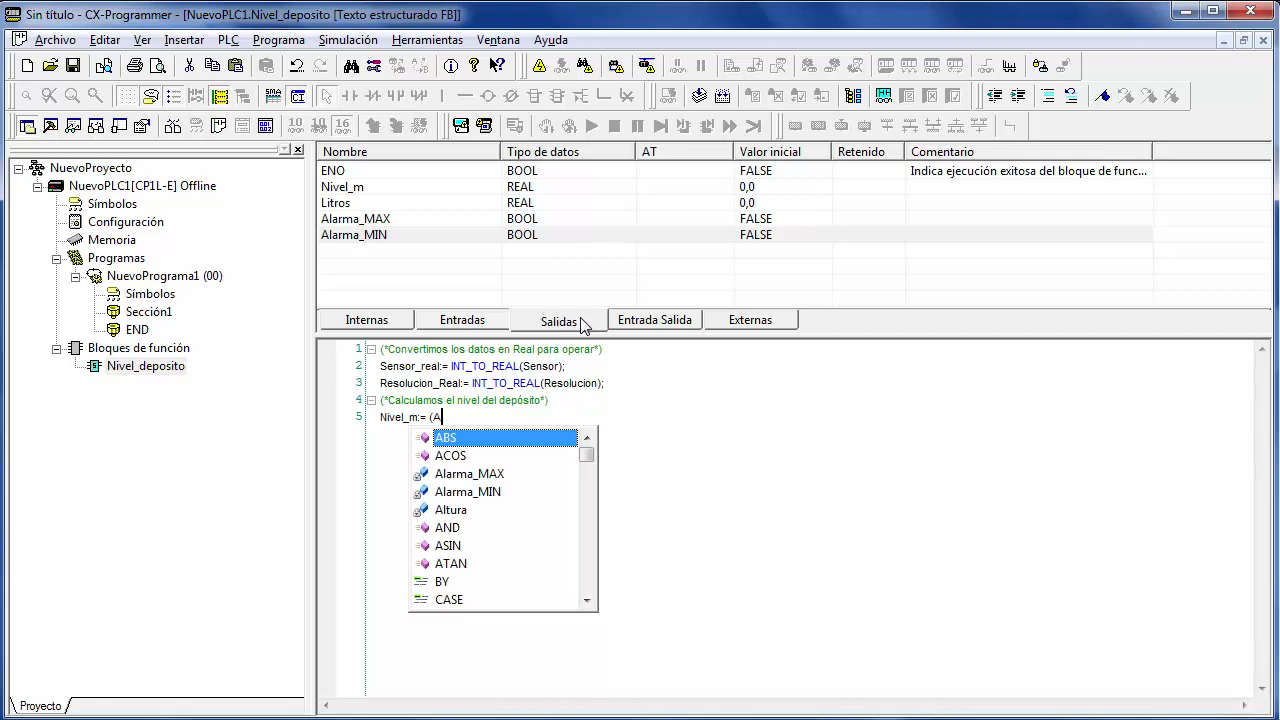 Sin título - CX-Programmer - [NuevoPLC1.Nivel_deposito [Texto estructurado FB]]
Archivo Editar Ver Insertar PLC Programa Simulación Herramientas Ventana Ayuda
SMA
10 10 16
NuevoProyecto
NuevoPLC1[CP1L-E] Offline
Símbolos
Configuración
Memoria
Programas
NuevoPrograma1 (00)
Símbolos
Sección1
END
Bloques de función
Nivel_deposito
Proyecto
Nombre Tipo de datos AT Valor inicial Retenido Comentario
ENO BOOL FALSE Indica ejecución exitosa del bloque de func...
Nivel_m REAL 0,0
Litros REAL 0,0
Alarma_MAX BOOL FALSE
Alarma_MIN BOOL FALSE
Internas Entradas Salidas Entrada Salida Externas
1 (*Convertimos los datos en Real para operar*)
2 Sensor_real:= INT_TO_REAL(Sensor);
3 Resolucion_Real:= INT_TO_REAL(Resolucion);
4 (*Calculamos el nivel del depósito*)
5 Nivel_m:= (A
ABS
ACOS
Alarma_MAX
Alarma_MIN
Altura
AND
ASIN
ATAN
BY
CASE